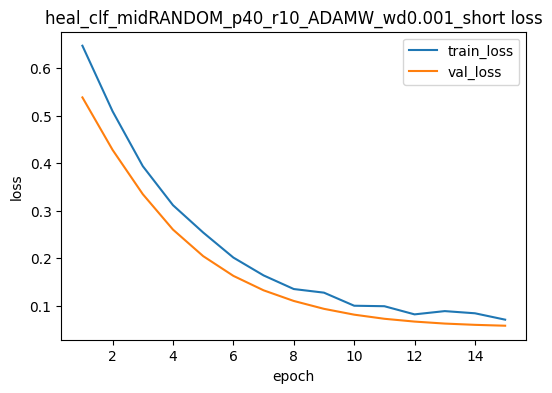 heal_clf_midRANDOM_p40_r10_ADAMW_wd0.001_short loss
train_loss
val_loss
0.6
0.5
0.4
0.3
0.2
0.1
loss
2 4 6 8 10 12 14
epoch